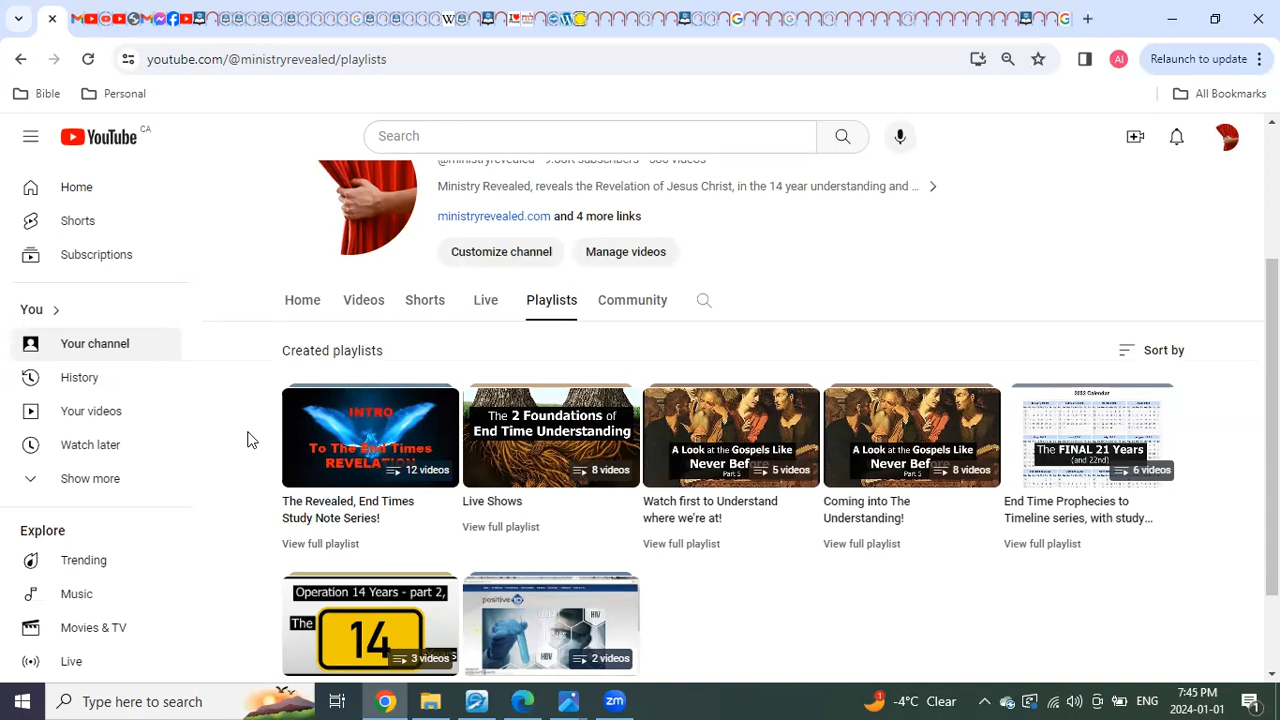 youtube.com/@ministryrevealed/playlists
AI
Relaunch to update
Bible
Personal
All Bookmarks
YouTube CA
Search
Home
Shorts
Subscriptions
You
Your channel
History
Your videos
Watch later
Show more
Explore
Trending
Music
Movies & TV
Live
Ministry Revealed, reveals the Revelation of Jesus Christ, in the 14 year understanding and ...
ministryrevealed.com and 4 more links
Customize channel
Manage videos
Home
Videos
Shorts
Live
Playlists
Community
Created playlists
Sort by
INTRO
To The End Times
12 videos
The Revealed, End Times
Study Note Series!
View full playlist
The 2 Foundations of
End Time Understanding
8 videos
Live Shows
View full playlist
A Look at the Gospels Like
5 videos
Watch first to Understand
where we're at!
View full playlist
A Look at the Gospels Like
8 videos
Coming into The
Understanding!
View full playlist
2022 Calendar
The FINAL 21 Years
(and 22nd)
6 videos
End Time Prophecies to
Timeline series, with study...
View full playlist
Operation 14 Years - part 2,
The
14
3 videos
positive
HIV
HBV
2 videos
Type here to search
1
-4°C Clear
ENG
7:45 PM
2024-01-01
1